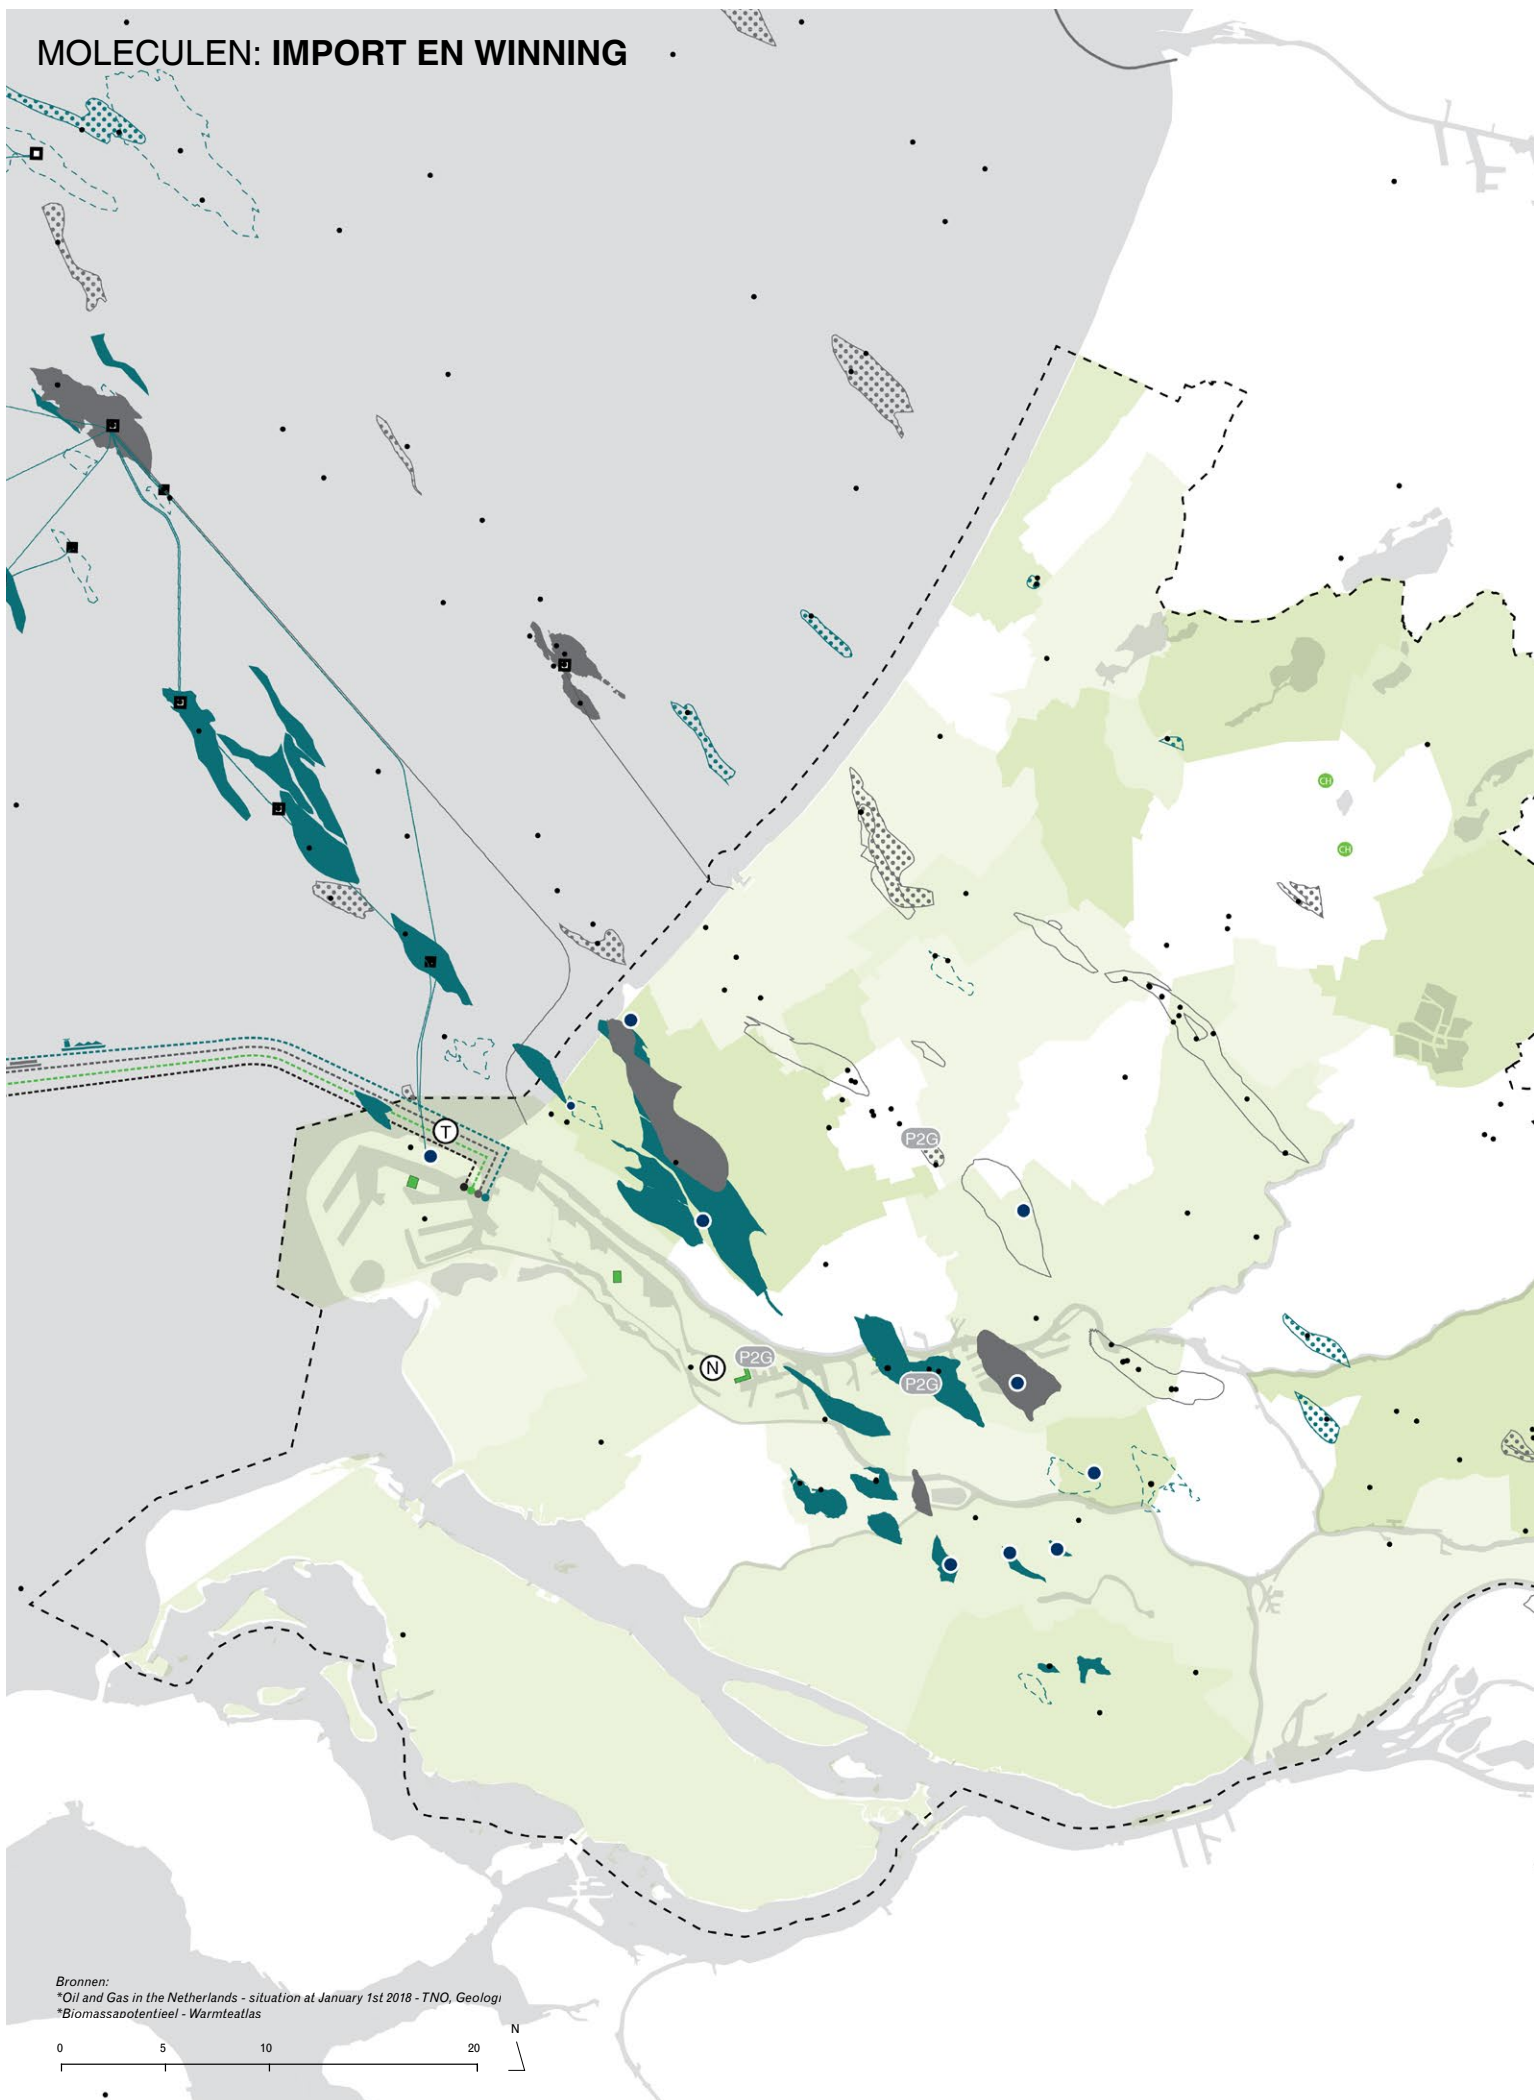 MOLECULEN: IMPORT EN WINNING
CH
CH
P2G
T
N
P2G
P2G
Bronnen:
*Oil and Gas in the Netherlands - situation at January 1st 2018 - TNO, Geologi
*Biomassapotentieel - Warmteatlas
N
0 5 10 20